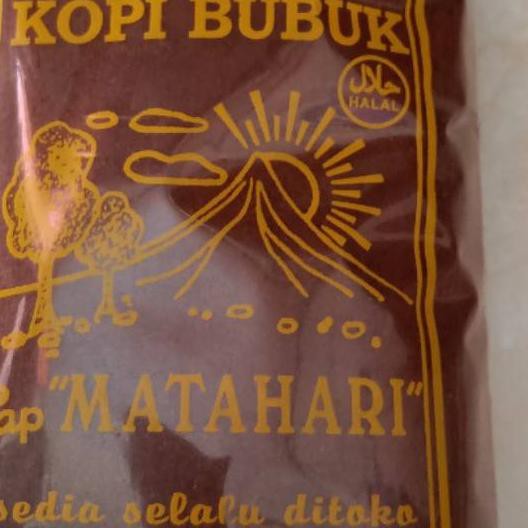 KOPI BUBUK
حلال
HALAL
"MATAHARI"
sedia selalu ditoko